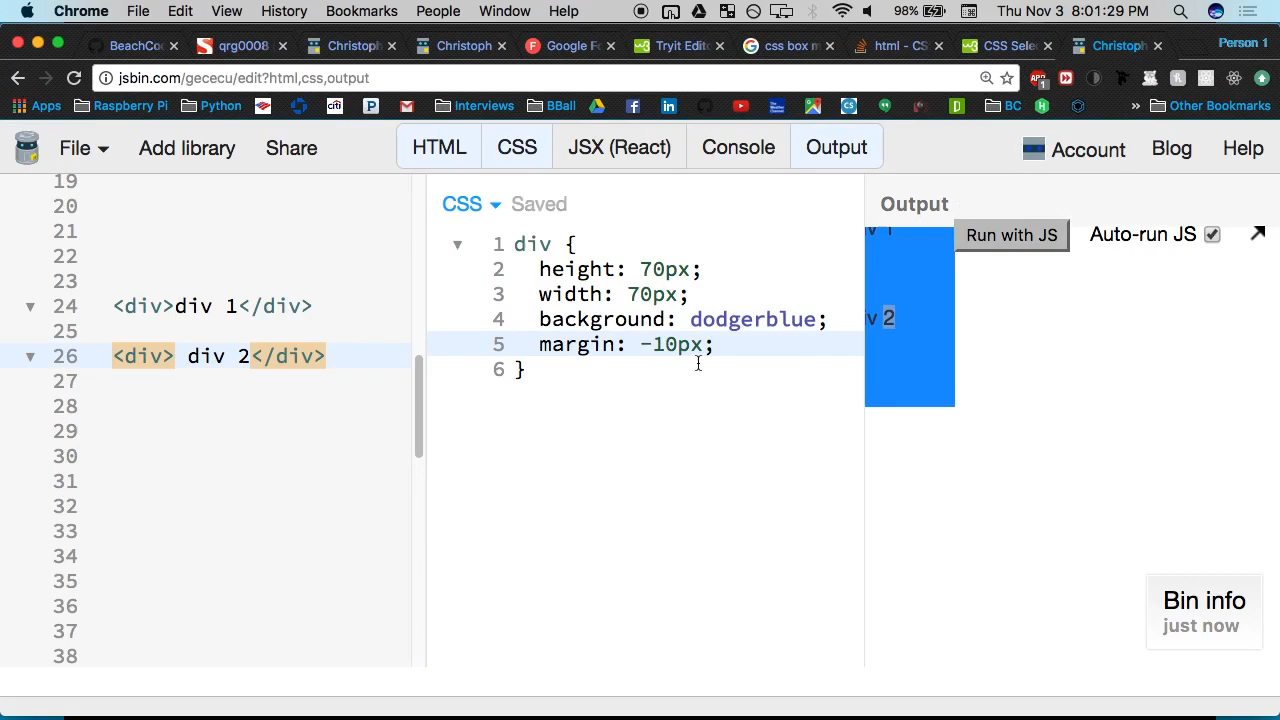 Chrome File Edit View History Bookmarks People Window Help 98% Thu Nov 3 8:01:29 PM
BeachCo qrg0008 Christoph Christoph Google Fo Tryit Edit css box m html - CS CSS Sele Christoph Person 1
jsbin.com/gececu/edit?html,css,output
Apps Raspberry Pi Python citi Interviews BBall BC » Other Bookmarks
File Add library Share HTML CSS JSX (React) Console Output Account Blog Help
CSS Saved
Output
Run with JS Auto-run JS
19
20
21
22
23
24 <div>div 1</div>
25
26 <div> div 2</div>
27
28
29
30
31
32
33
34
35
36
37
38
1 div {
2 height: 70px;
3 width: 70px;
4 background: dodgerblue;
5 margin: -10px;
6 }
v 2
Bin info
just now